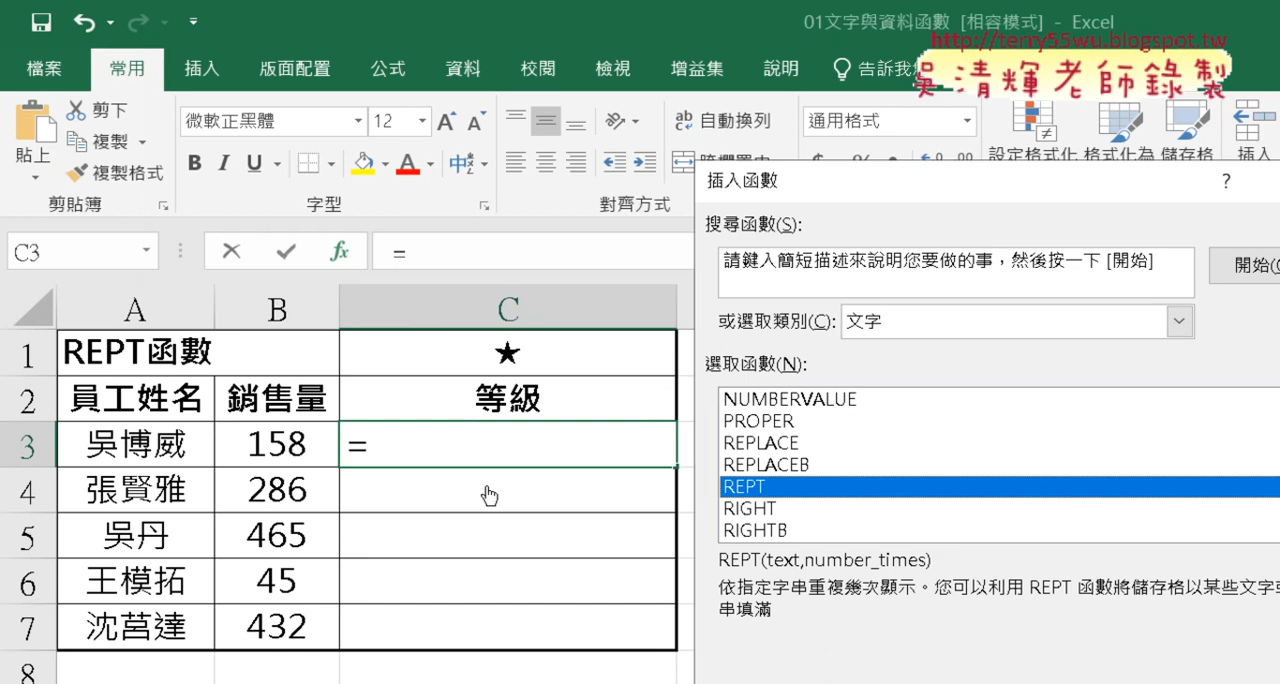 01文字與資料函數 [相容模式] - Excel
http://terry55wu.blogspot.tw
吳清輝老師錄製
檔案 常用 插入 版面配置 公式 資料 校閱 檢視 增益集 說明 告訴我
貼上 剪下 複製 複製格式
剪貼簿
微軟正黑體 12
B I U A 中
字型
ab 自動換列
對齊方式
通用格式
設定格式化 格式化為 儲存格 插入
C3 fx =
插入函數 ?
搜尋函數(S):
請鍵入簡短描述來說明您要做的事，然後按一下 [開始]
開始(
或選取類別(C): 文字
選取函數(N):
NUMBERVALUE
PROPER
REPLACE
REPLACEB
REPT
RIGHT
RIGHTB
REPT(text,number_times)
依指定字串重複幾次顯示。您可以利用 REPT 函數將儲存格以某些文字
串填滿
A B C
1 REPT函數 ★
2 員工姓名 銷售量 等級
3 吳博威 158 =
4 張賢雅 286
5 吳丹 465
6 王模拓 45
7 沈莒達 432
8